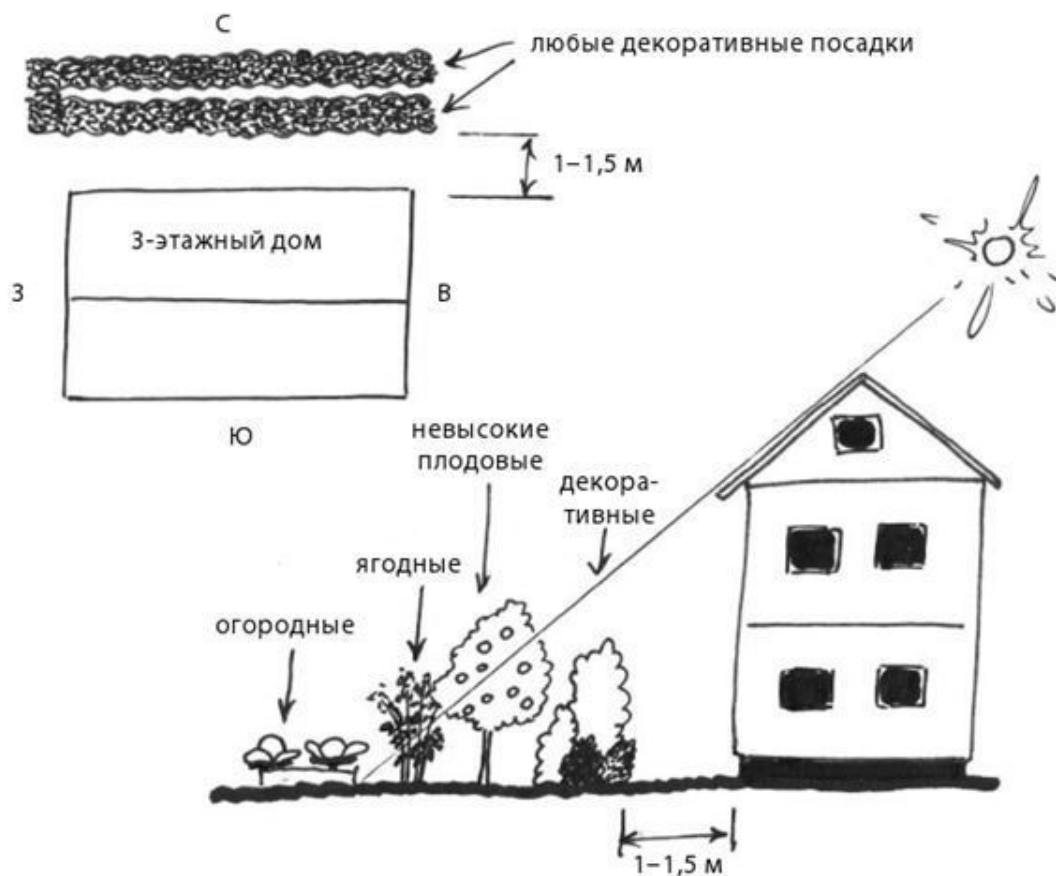 С
любые декоративные посадки
1–1,5 м
3-этажный дом
З
В
Ю
невысокие
плодовые
декора-
тивные
ягодные
огородные
1–1,5 м